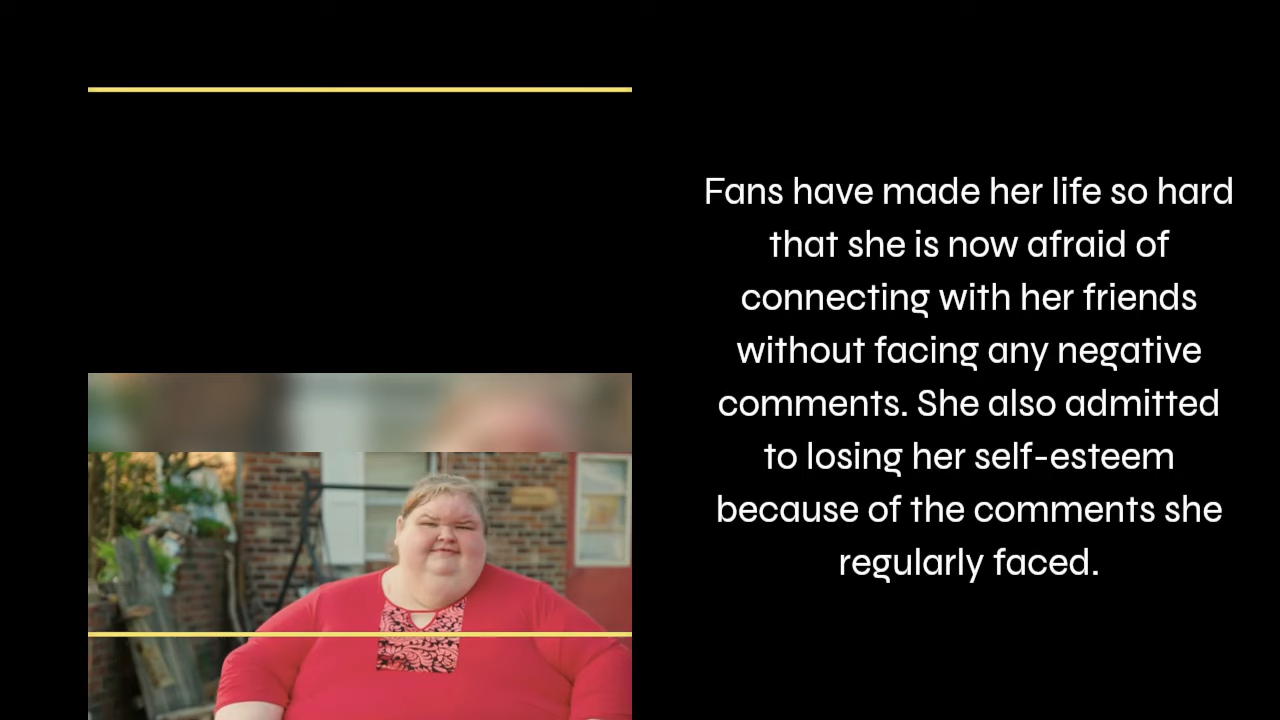 Fans have made her life so hard
that she is now afraid of
connecting with her friends
without facing any negative
comments. She also admitted
to losing her self-esteem
because of the comments she
regularly faced.